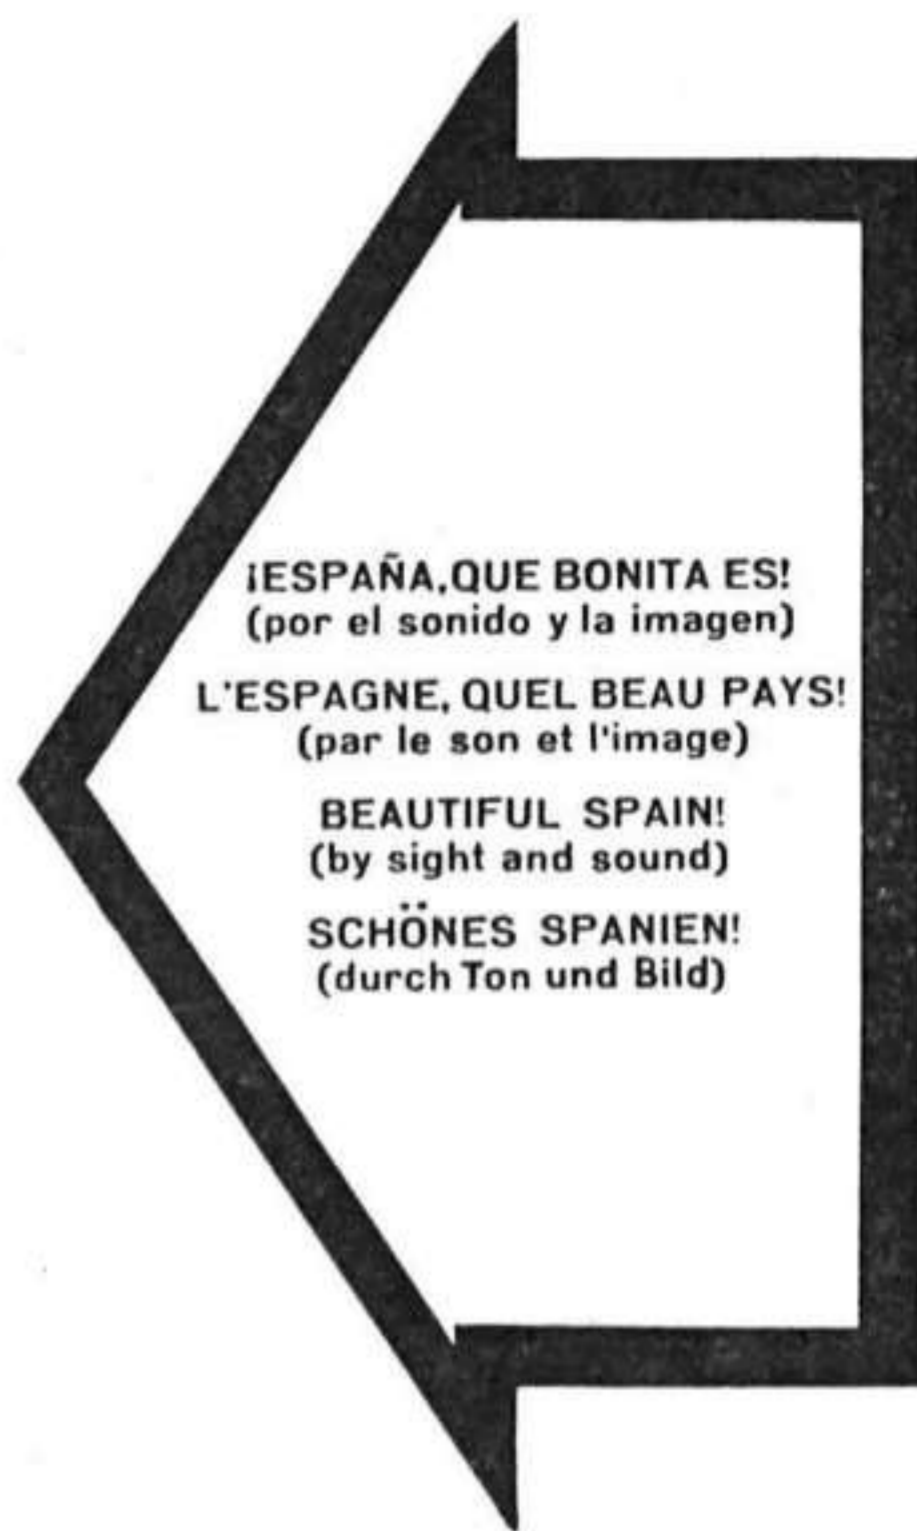 ¡ESPAÑA, QUE BONITA ES!
(por el sonido y la imagen)
L'ESPAGNE, QUEL BEAU PAYS!
(par le son et l'image)
BEAUTIFUL SPAIN!
(by sight and sound)
SCHÖNES SPANIEN!
(durch Ton und Bild)